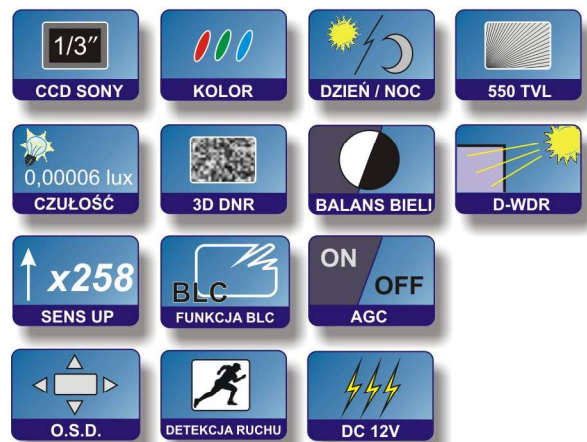 1/3″
CCD SONY
KOLOR
DZIEŃ / NOC
550 TVL
0,00006 lux
CZUŁOŚĆ
3D DNR
BALANS BIELI
D-WDR
x258
SENS UP
BLC
FUNKCJA BLC
ON
OFF
AGC
O.S.D.
DETEKCJA RUCHU
DC 12V